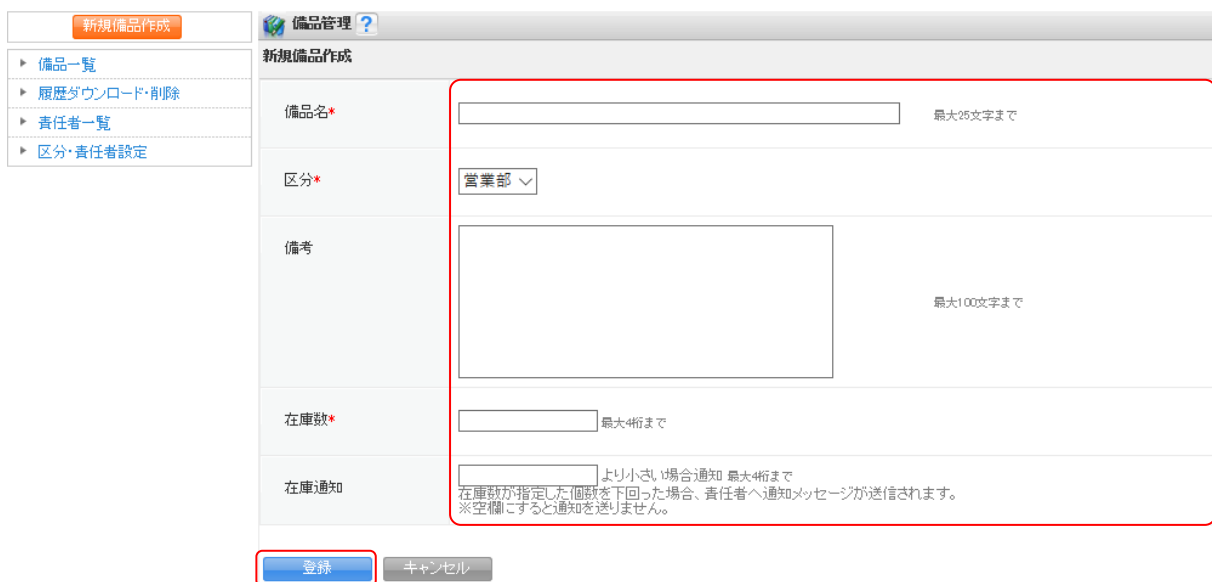 新規備品作成
備品一覧
履歴ダウンロード・削除
責任者一覧
区分・責任者設定
備品管理 ?
新規備品作成
備品名* 最大25文字まで
区分* 営業部
備考 最大100文字まで
在庫数* 最大4桁まで
在庫通知 より小さい場合通知 最大4桁まで
在庫数が指定した個数を下回った場合、責任者へ通知メッセージが送信されます。
※空欄にすると通知を送りません。
登録 キャンセル